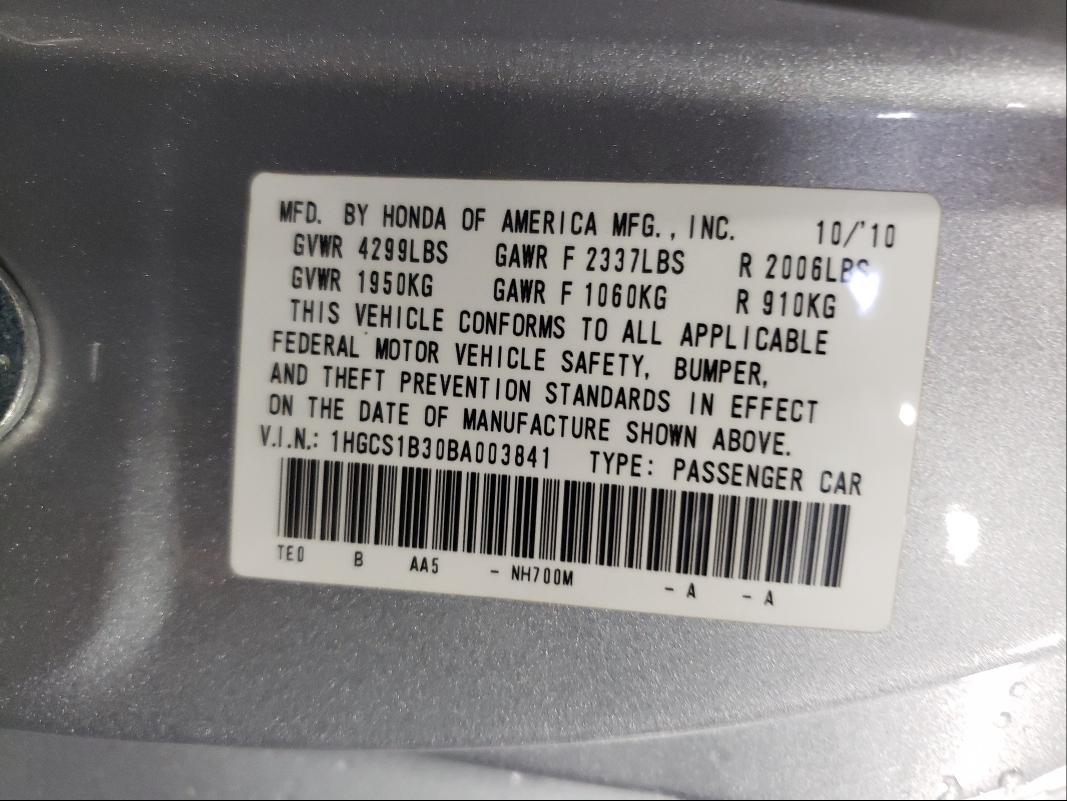 MFD. BY HONDA OF AMERICA MFG., INC. 10/'10
GVWR 4299LBS GAWR F 2337LBS R 2006LBS
GVWR 1950KG GAWR F 1060KG R 910KG
THIS VEHICLE CONFORMS TO ALL APPLICABLE
FEDERAL MOTOR VEHICLE SAFETY, BUMPER,
AND THEFT PREVENTION STANDARDS IN EFFECT
ON THE DATE OF MANUFACTURE SHOWN ABOVE.
V.I.N.: 1HGCS1B30BA003841 TYPE: PASSENGER CAR
TE0 B AA5 - NH700M - A - A